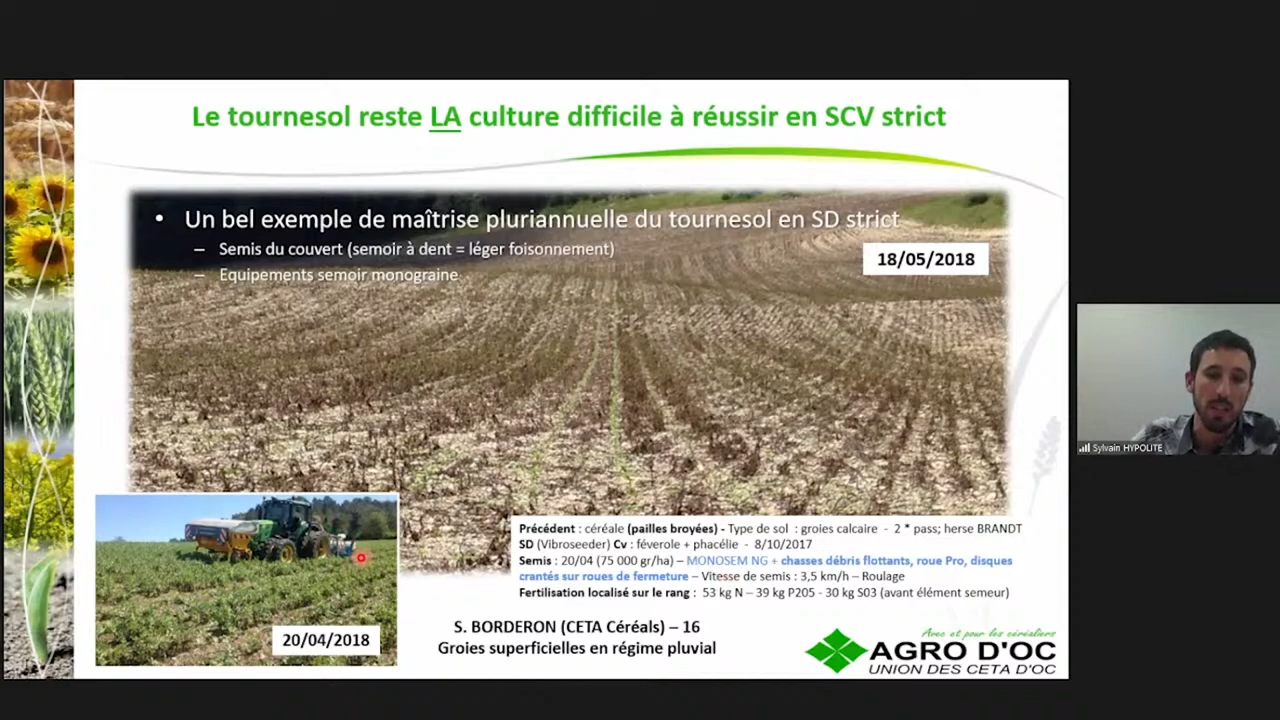 Le tournesol reste LA culture difficile à réussir en SCV strict
• Un bel exemple de maîtrise pluriannuelle du tournesol en SD strict
– Semis du couvert (semoir à dent = léger foisonnement)
– Equipements semoir monograine
18/05/2018
Précédent : céréale (pailles broyées) - Type de sol : groies calcaire - 2 * pass; herse BRANDT
SD (Vibroseeder) Cv : féverole + phacélie - 8/10/2017
Semis : 20/04 (75 000 gr/ha) – MONOSEM NG + chasses débris flottants, roue Pro, disques
crantés sur roues de fermeture – Vitesse de semis : 3,5 km/h – Roulage
Fertilisation localisé sur le rang : 53 kg N – 39 kg P205 - 30 kg S03 (avant élément semeur)
20/04/2018
S. BORDERON (CETA Céréals) – 16
Groies superficielles en régime pluvial
Avec et pour les céréaliers
AGRO D'OC
UNION DES CETA D'OC
Sylvain HYPOLITE